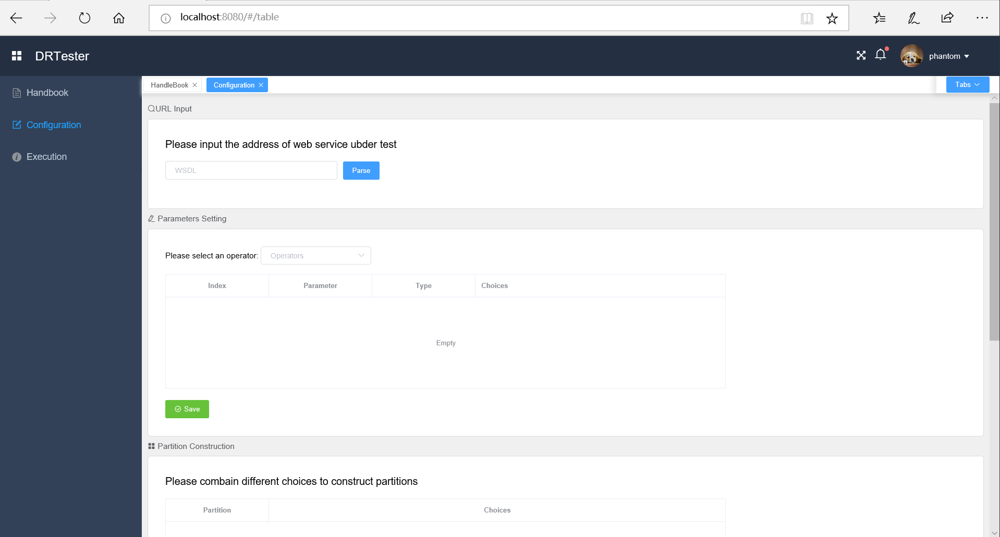 localhost:8080/#/table
DRTester
phantom
Handbook
Configuration
Execution
HandleBook
Configuration
Tabs
URL Input
Please input the address of web service ubder test
WSDL
Parse
Parameters Setting
Please select an operator:
Operators
Index
Parameter
Type
Choices
Empty
Save
Partition Construction
Please combain different choices to construct partitions
Partition
Choices